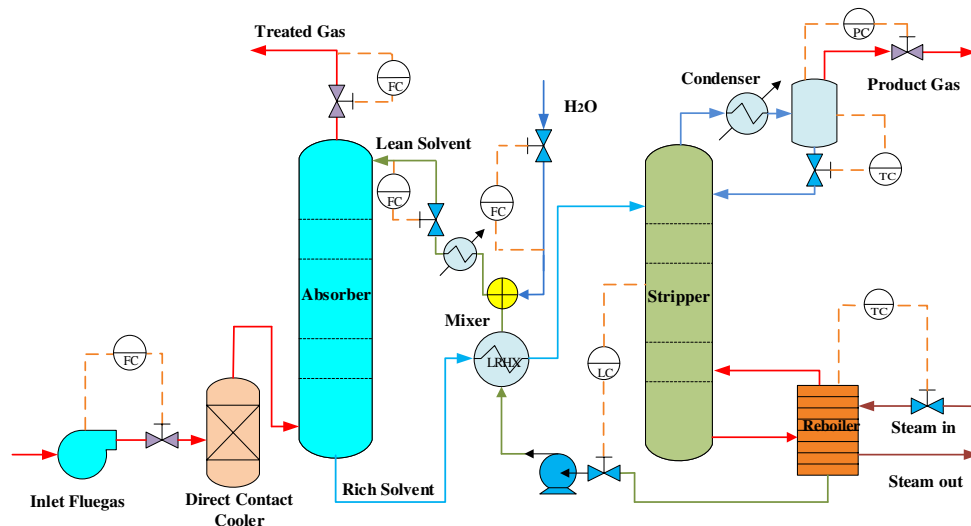 Treated Gas
FC
PC
Condenser
Product Gas
H2O
Lean Solvent
FC
FC
TC
Absorber
Stripper
Mixer
TC
LRHX
LC
FC
Reboiler
Steam in
Inlet Fluegas
Direct Contact
Cooler
Rich Solvent
Steam out